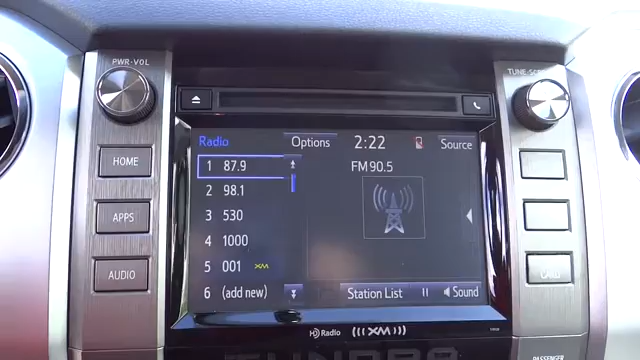 PWR·VOL
TUNE·SCROLL
HOME
APPS
AUDIO
Radio
Options
2:22
Source
1 87.9
FM 90.5
2 98.1
3 530
4 1000
5 001 XM
6 (add new)
Station List
Sound
HD Radio
((( XM )))
CARD
TUNDRA
PASSENGER